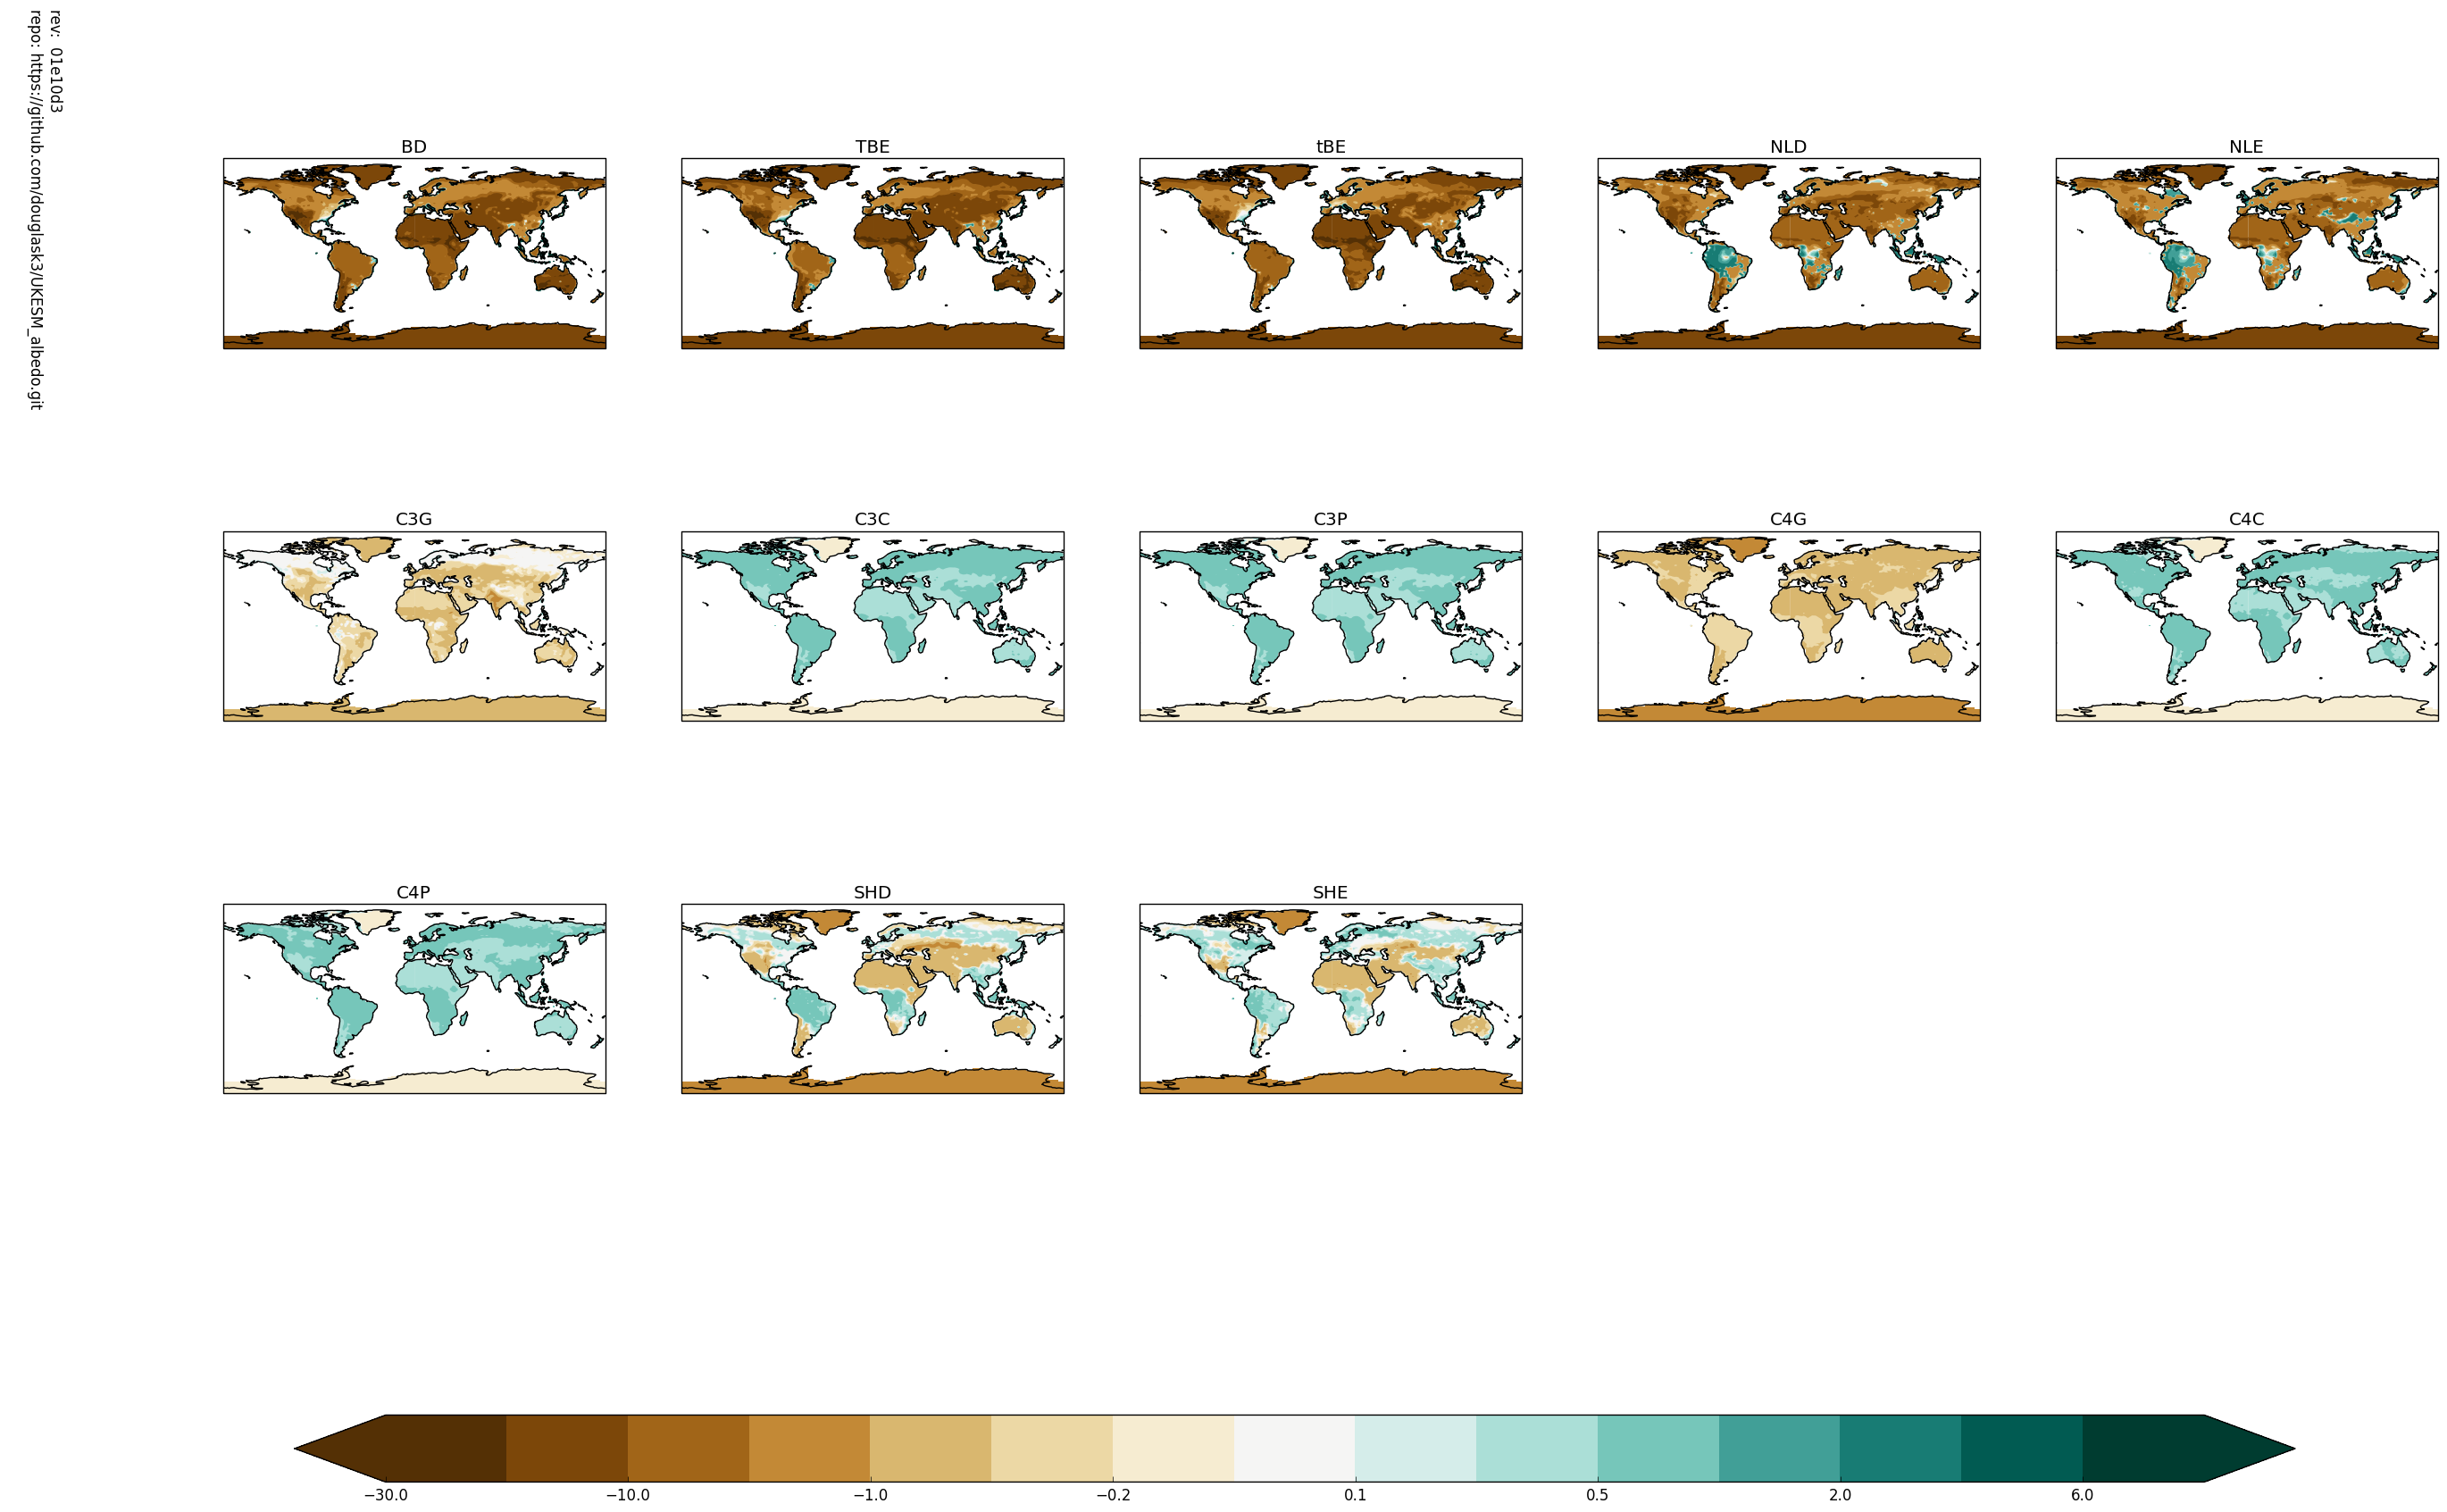 rev:  01e10d3
repo: https://github.com/douglask3/UKESM_albedo.git
BD
TBE
tBE
NLD
NLE
C3G
C3C
C3P
C4G
C4C
C4P
SHD
SHE
−30.0
−10.0
−1.0
−0.2
0.1
0.5
2.0
6.0